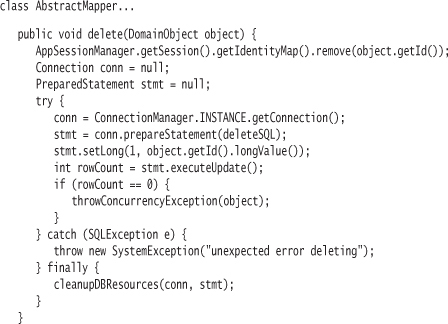 class AbstractMapper...
public void delete(DomainObject object) {
AppSessionManager.getSession().getIdentityMap().remove(object.getId());
Connection conn = null;
PreparedStatement stmt = null;
try {
conn = ConnectionManager.INSTANCE.getConnection();
stmt = conn.prepareStatement(deleteSQL);
stmt.setLong(1, object.getId().longValue());
int rowCount = stmt.executeUpdate();
if (rowCount == 0) {
throwConcurrencyException(object);
}
} catch (SQLException e) {
throw new SystemException("unexpected error deleting");
} finally {
cleanupDBResources(conn, stmt);
}
}